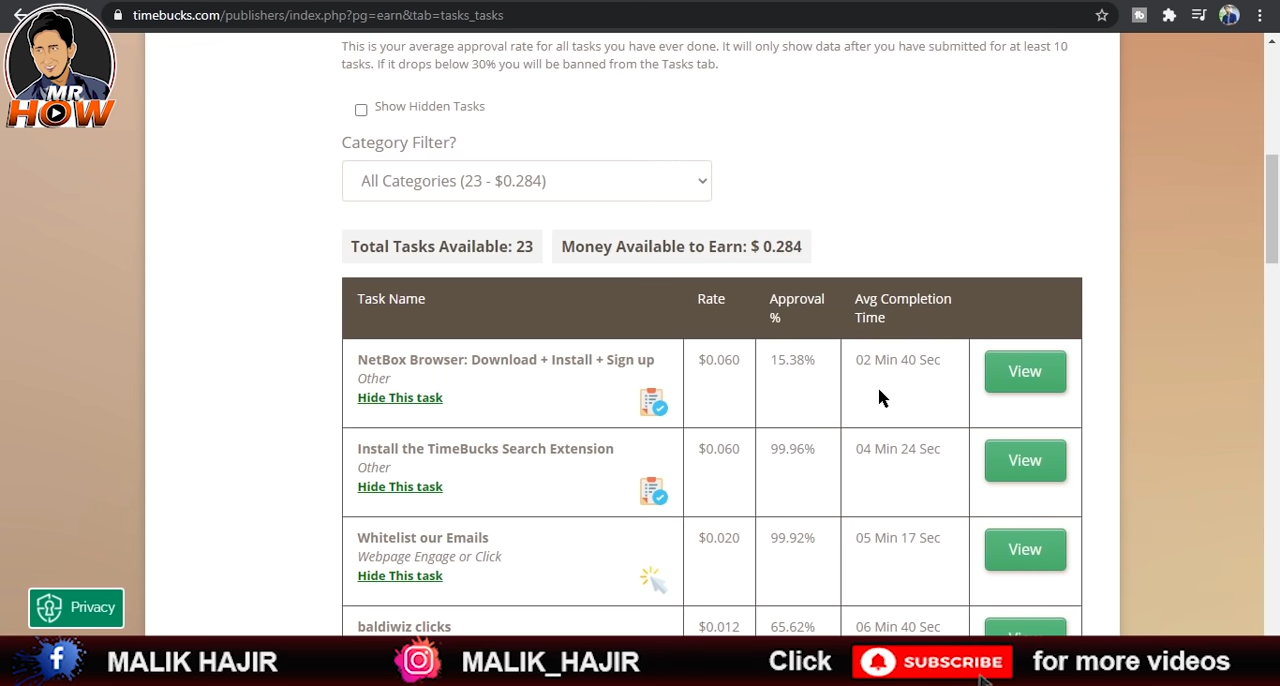 timebucks.com/publishers/index.php?pg=earn&tab=tasks_tasks
MR
HOW
This is your average approval rate for all tasks you have ever done. It will only show data after you have submitted for at least 10
tasks. If it drops below 30% you will be banned from the Tasks tab.
Show Hidden Tasks
Category Filter?
All Categories (23 - $0.284)
Total Tasks Available: 23 Money Available to Earn: $ 0.284
Task Name Rate Approval % Avg Completion Time
NetBox Browser: Download + Install + Sign up $0.060 15.38% 02 Min 40 Sec View
Other
Hide This task
Install the TimeBucks Search Extension $0.060 99.96% 04 Min 24 Sec View
Other
Hide This task
Whitelist our Emails $0.020 99.92% 05 Min 17 Sec View
Webpage Engage or Click
Hide This task
baldiwiz clicks $0.012 65.62% 06 Min 40 Sec View
Privacy
MALIK HAJIR MALIK_HAJIR Click SUBSCRIBE for more videos